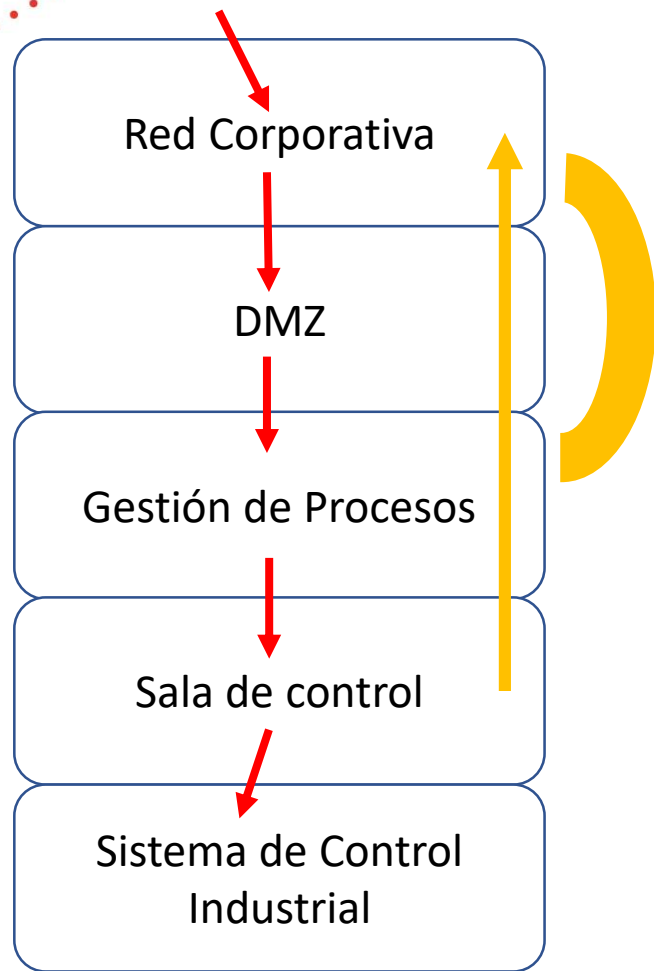 Red Corporativa
DMZ
Gestión de Procesos
Sala de control
Sistema de Control
Industrial